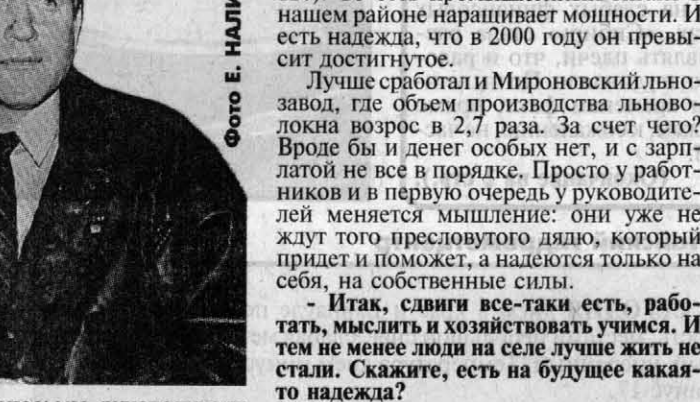 Фото Е. НАЛИ
нашем районе наращивает мощности. И
есть надежда, что в 2000 году он превы-
сит достигнутое.
Лучше сработал и Мироновский льно-
завод, где объем производства льново-
локна возрос в 2,7 раза. За счет чего?
Вроде бы и денег особых нет, и с зарп-
латой не все в порядке. Просто у работ-
ников и в первую очередь у руководите-
лей меняется мышление: они уже не
ждут того пресловутого дядю, который
придет и поможет, а надеются только на
себя, на собственные силы.
- Итак, сдвиги все-таки есть, рабо-
тать, мыслить и хозяйствовать учимся. И
тем не менее люди на селе лучше жить не
стали. Скажите, есть на будущее какая-
то надежда?